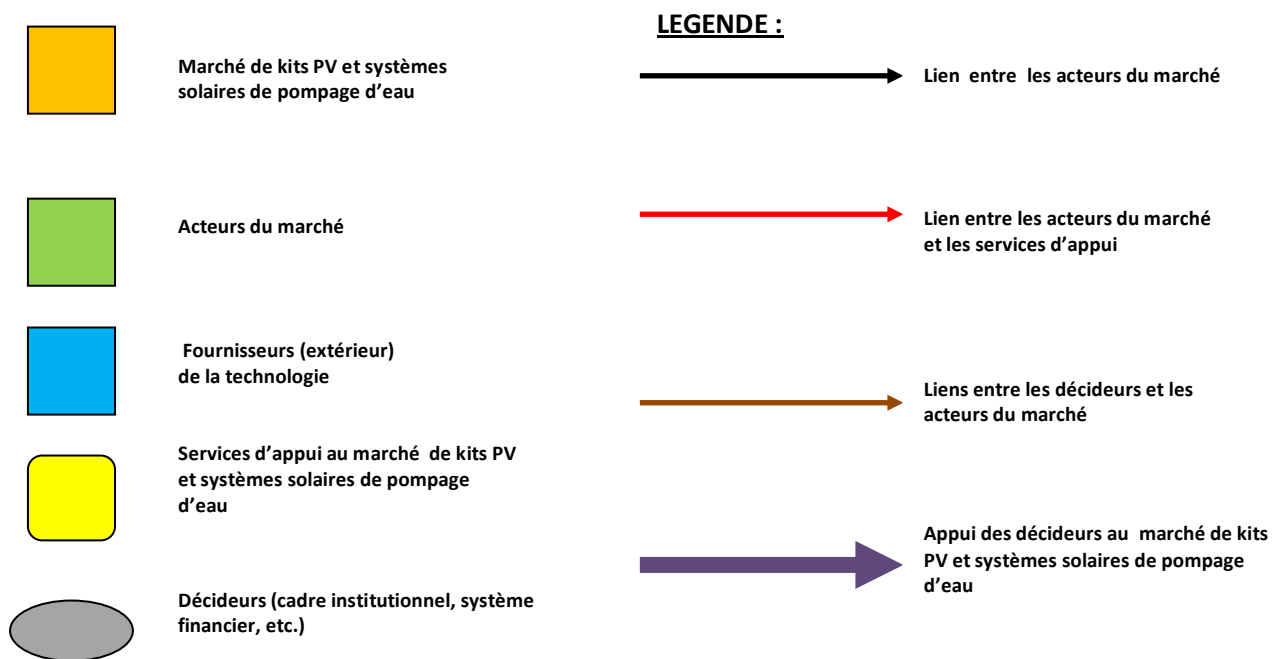 LEGENDE :
Marché de kits PV et systèmes
solaires de pompage d’eau
Acteurs du marché
Fournisseurs (extérieur)
de la technologie
Services d’appui au marché de kits PV
et systèmes solaires de pompage
d’eau
Décideurs (cadre institutionnel, système
financier, etc.)
Lien entre les acteurs du marché
Lien entre les acteurs du marché
et les services d’appui
Liens entre les décideurs et les
acteurs du marché
Appui des décideurs au marché de kits
PV et systèmes solaires de pompage
d’eau